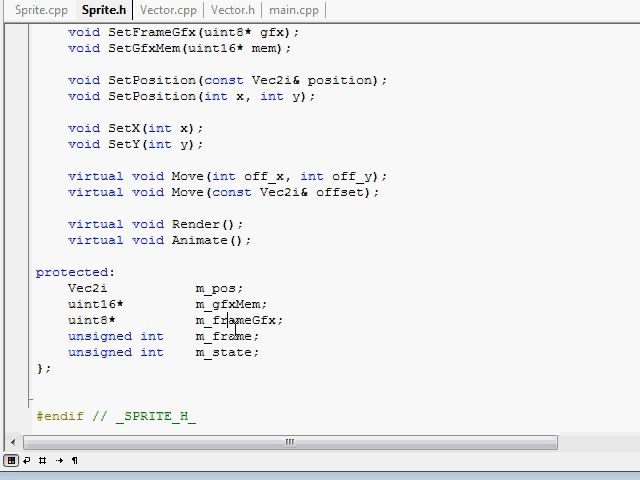 Sprite.cpp Sprite.h Vector.cpp Vector.h main.cpp
void SetFrameGfx(uint8* gfx);
void SetGfxMem(uint16* mem);
void SetPosition(const Vec2i& position);
void SetPosition(int x, int y);
void SetX(int x);
void SetY(int y);
virtual void Move(int off_x, int off_y);
virtual void Move(const Vec2i& offset);
virtual void Render();
virtual void Animate();
protected:
Vec2i m_pos;
uint16* m_gfxMem;
uint8* m_frameGfx;
unsigned int m_frame;
unsigned int m_state;
};
#endif // _SPRITE_H_